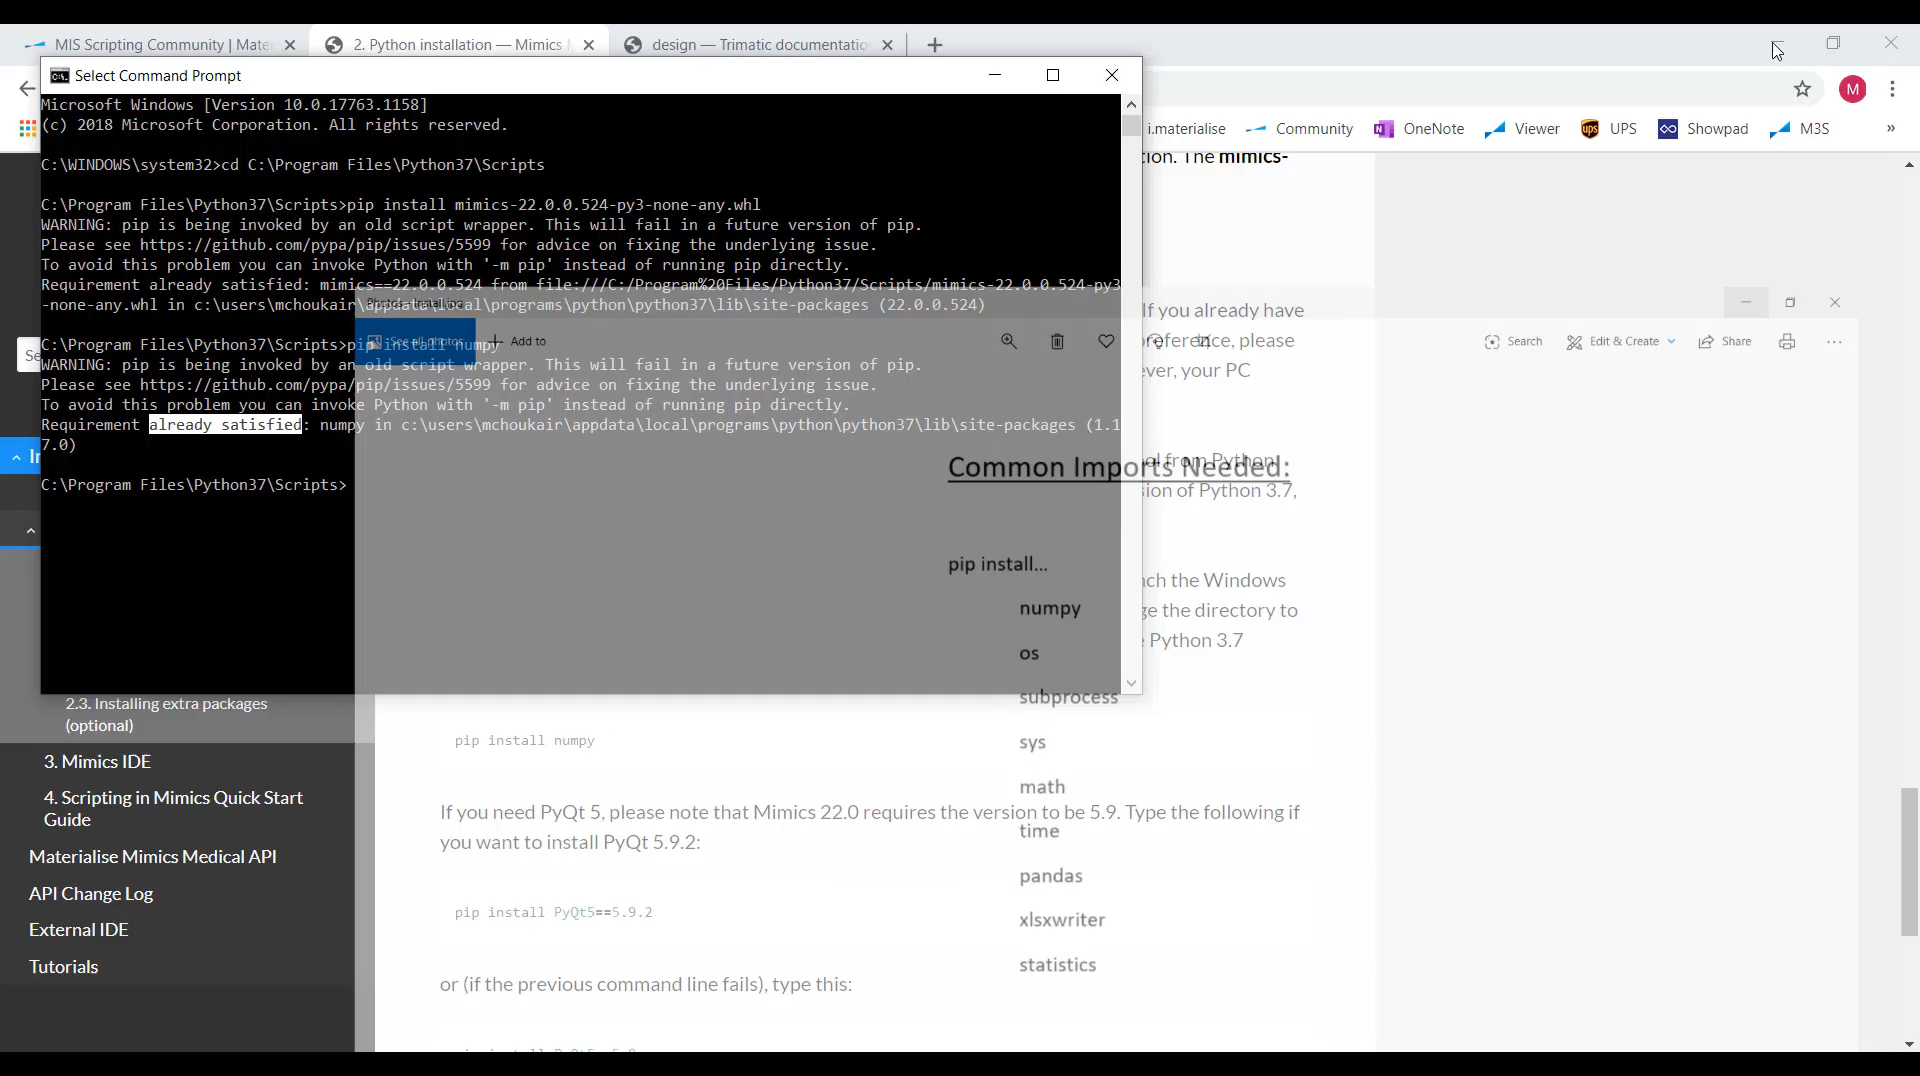 MIS Scripting Community | Mate
2. Python installation — Mimics
design — Trimatic documentatio
Select Command Prompt
M
i.materialise
Community
OneNote
Viewer
UPS
Showpad
M3S
»
Microsoft Windows [Version 10.0.17763.1158]
(c) 2018 Microsoft Corporation. All rights reserved.
C:\WINDOWS\system32>cd C:\Program Files\Python37\Scripts
C:\Program Files\Python37\Scripts>pip install mimics-22.0.0.524-py3-none-any.whl
WARNING: pip is being invoked by an old script wrapper. This will fail in a future version of pip.
Please see https://github.com/pypa/pip/issues/5599 for advice on fixing the underlying issue.
To avoid this problem you can invoke Python with '-m pip' instead of running pip directly.
Requirement already satisfied: mimics==22.0.0.524 from file:///C:/Program%20Files/Python37/Scripts/mimics-22.0.0.524-py3
-none-any.whl in c:\users\mchoukair\appdata\local\programs\python\python37\lib\site-packages (22.0.0.524)
C:\Program Files\Python37\Scripts>pip install numpy
WARNING: pip is being invoked by an old script wrapper. This will fail in a future version of pip.
Please see https://github.com/pypa/pip/issues/5599 for advice on fixing the underlying issue.
To avoid this problem you can invoke Python with '-m pip' instead of running pip directly.
Requirement already satisfied: numpy in c:\users\mchoukair\appdata\local\programs\python\python37\lib\site-packages (1.1
7.0)
C:\Program Files\Python37\Scripts>
tion. The mimics-
If you already have
preference, please
ever, your PC
ol from Python
sion of Python 3.7,
nch the Windows
ge the directory to
e Python 3.7
See all photos
Add to
Search
Edit & Create
Share
Common Imports Needed:
pip install...
numpy
os
subprocess
sys
math
time
pandas
xlsxwriter
statistics
Se
In
2.3. Installing extra packages
(optional)
3. Mimics IDE
4. Scripting in Mimics Quick Start
Guide
Materialise Mimics Medical API
API Change Log
External IDE
Tutorials
pip install numpy
If you need PyQt 5, please note that Mimics 22.0 requires the version to be 5.9. Type the following if
you want to install PyQt 5.9.2:
pip install PyQt5==5.9.2
or (if the previous command line fails), type this: